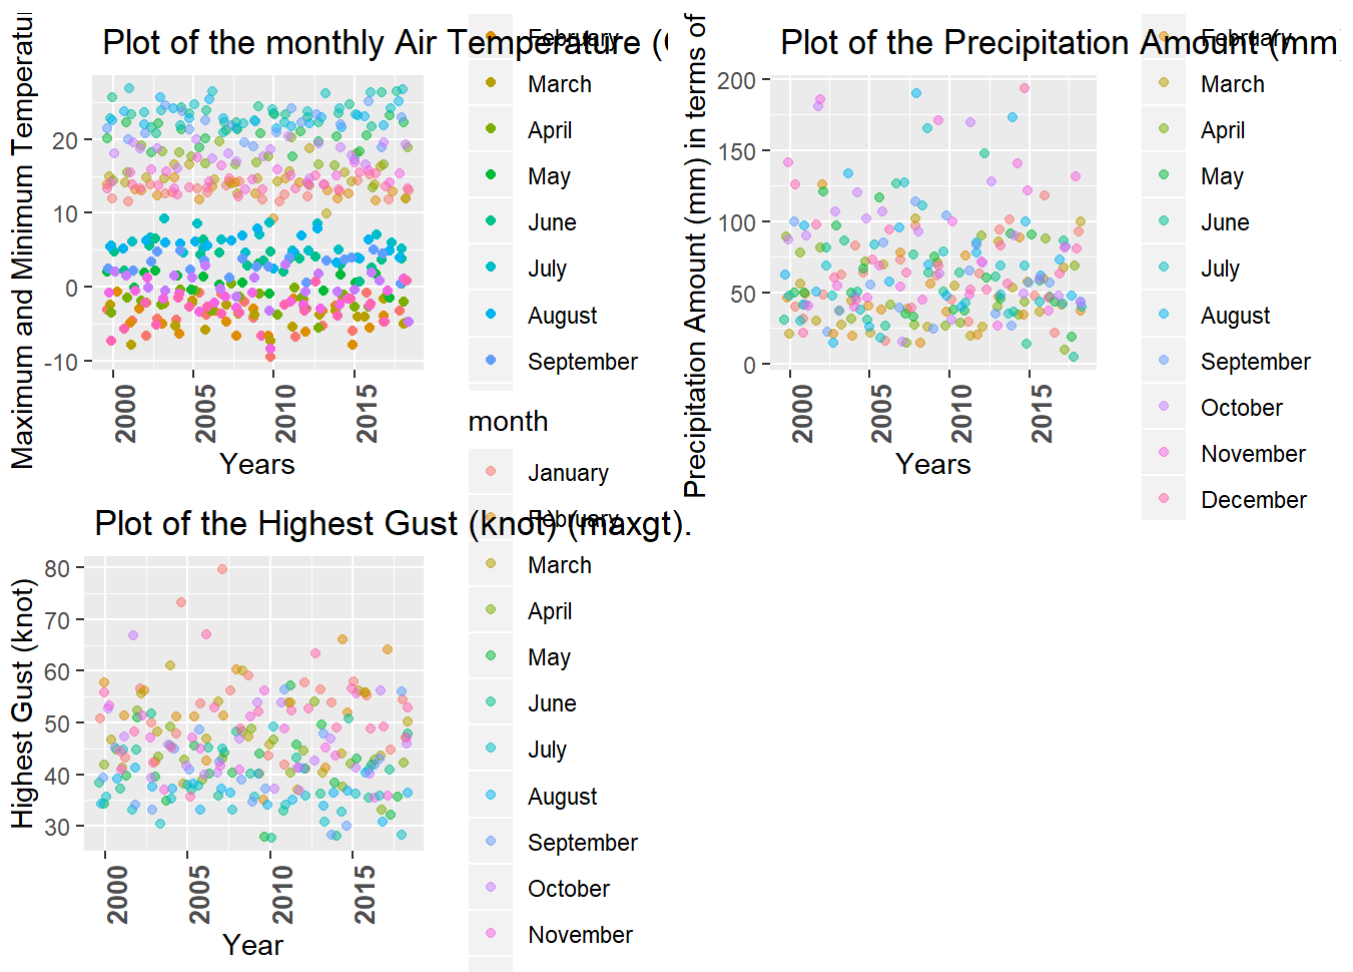 Plot of the monthly Air Temperature (
Maximum and Minimum Temperatu
20
10
0
-10
2000
2005
2010
2015
Years
February
March
April
May
June
July
August
September
Plot of the Precipitation Amount (mm)
Precipitation Amount (mm) in terms of
200
150
100
50
0
2000
2005
2010
2015
Years
February
March
April
May
June
July
August
September
October
November
December
Plot of the Highest Gust (knot) (maxgt).
Highest Gust (knot)
80
70
60
50
40
30
2000
2005
2010
2015
Year
month
January
February
March
April
May
June
July
August
September
October
November